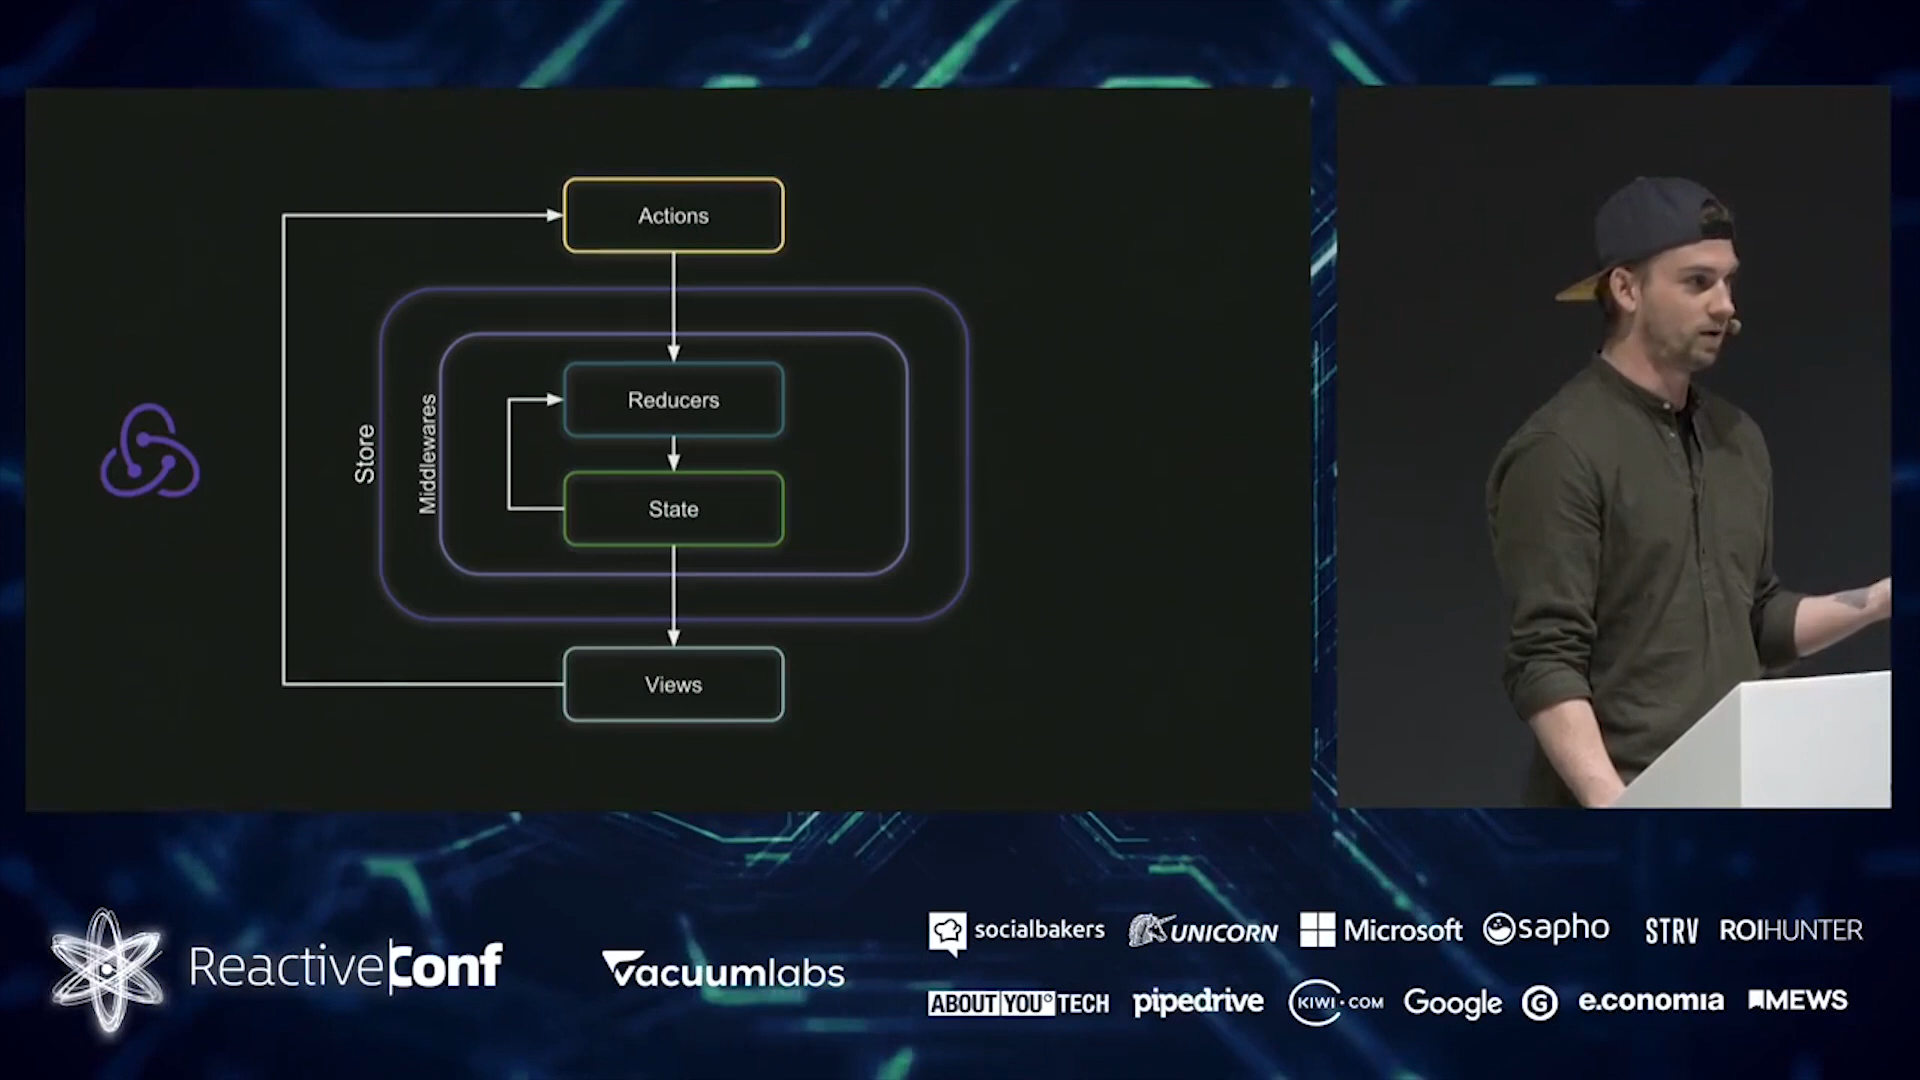 Actions
Store
Middlewares
Reducers
State
Views
ReactiveConf
vacuumlabs
socialbakers
UNICORN
Microsoft
sapho
STRV
ROIHUNTER
ABOUT YOU° TECH
pipedrive
KIWI.COM
Google
G
e.conomia
MEWS